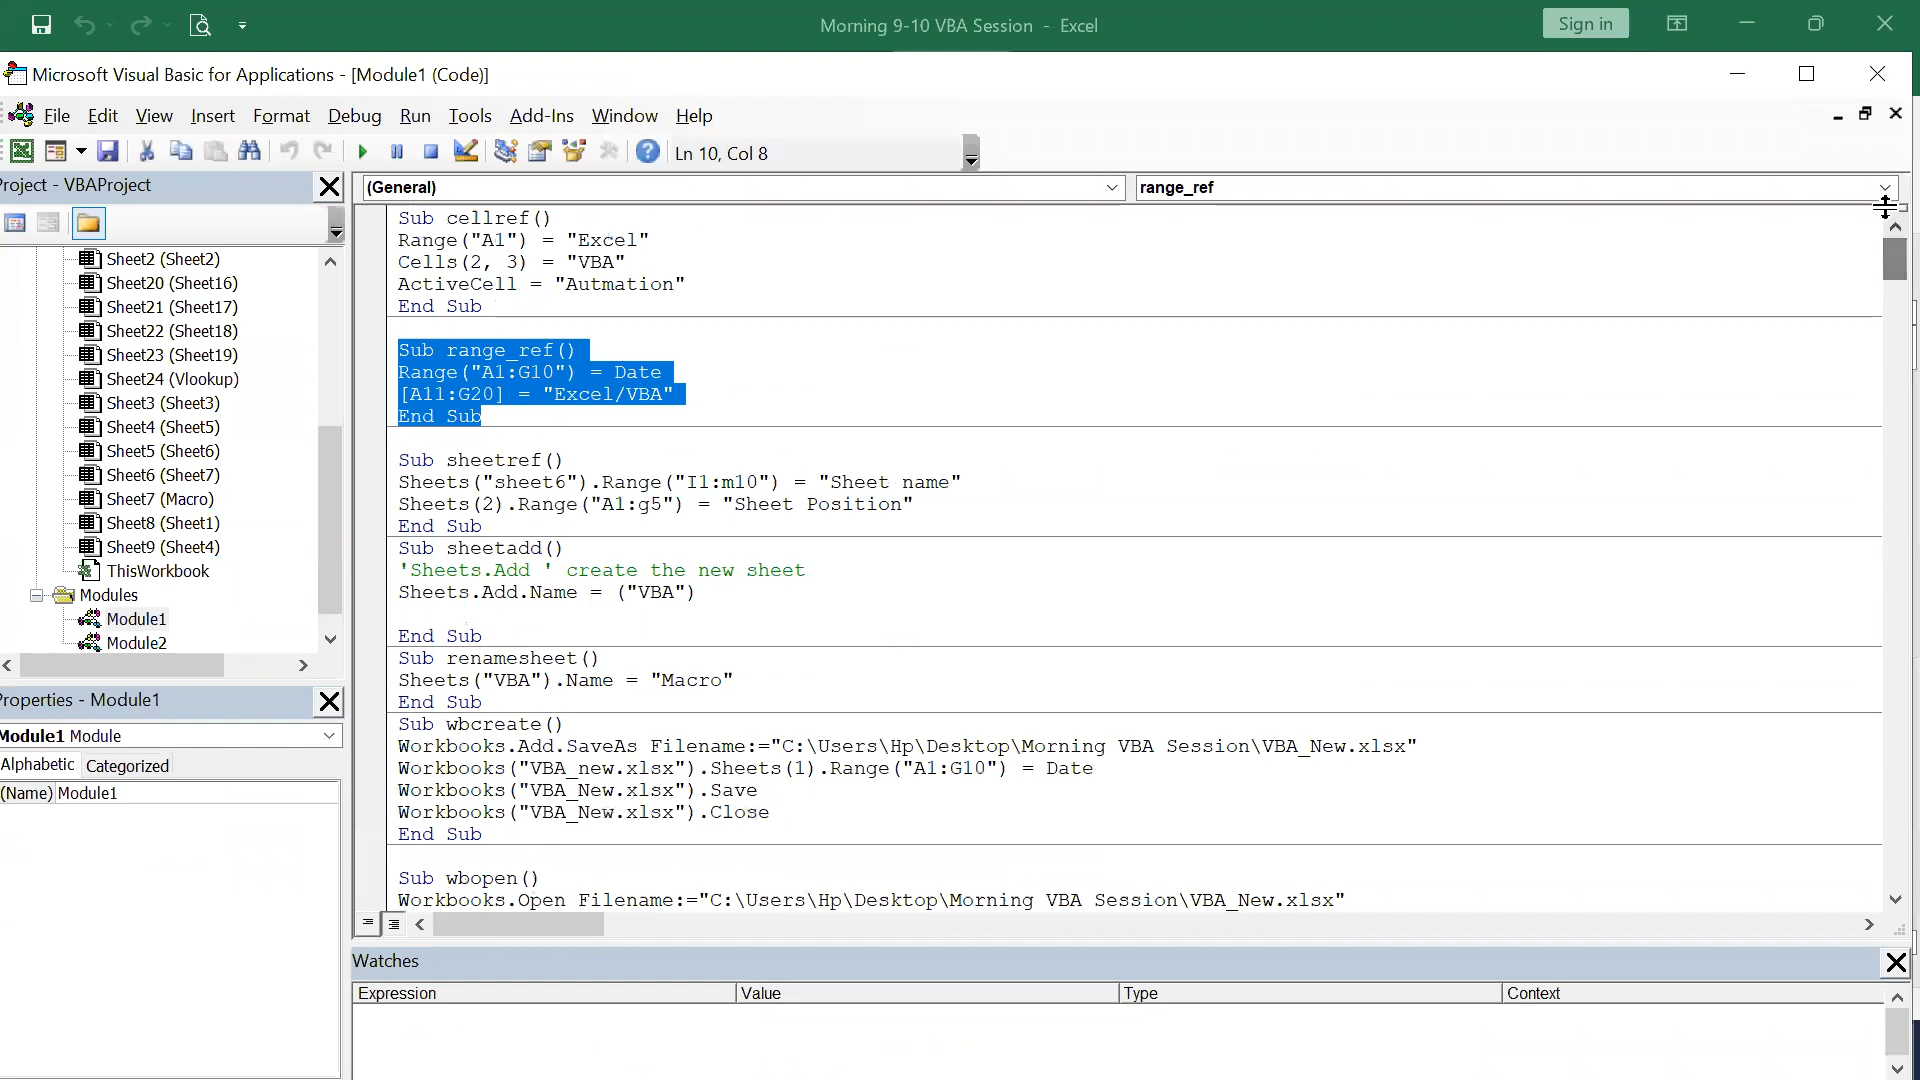 Morning 9-10 VBA Session - Excel
Sign in
Microsoft Visual Basic for Applications - [Module1 (Code)]
File Edit View Insert Format Debug Run Tools Add-Ins Window Help
Ln 10, Col 8
Project - VBAProject
(General)
range_ref
Sheet2 (Sheet2)
Sheet20 (Sheet16)
Sheet21 (Sheet17)
Sheet22 (Sheet18)
Sheet23 (Sheet19)
Sheet24 (Vlookup)
Sheet3 (Sheet3)
Sheet4 (Sheet5)
Sheet5 (Sheet6)
Sheet6 (Sheet7)
Sheet7 (Macro)
Sheet8 (Sheet1)
Sheet9 (Sheet4)
ThisWorkbook
Modules
Module1
Module2
Properties - Module1
Module1 Module
Alphabetic Categorized
(Name) Module1
Sub cellref()
Range("A1") = "Excel"
Cells(2, 3) = "VBA"
ActiveCell = "Autmation"
End Sub
Sub range_ref()
Range("A1:G10") = Date
[A11:G20] = "Excel/VBA"
End Sub
Sub sheetref()
Sheets("sheet6").Range("I1:m10") = "Sheet name"
Sheets(2).Range("A1:g5") = "Sheet Position"
End Sub
Sub sheetadd()
'Sheets.Add ' create the new sheet
Sheets.Add.Name = ("VBA")
End Sub
Sub renamesheet()
Sheets("VBA").Name = "Macro"
End Sub
Sub wbcreate()
Workbooks.Add.SaveAs Filename:="C:\Users\Hp\Desktop\Morning VBA Session\VBA_New.xlsx"
Workbooks("VBA_new.xlsx").Sheets(1).Range("A1:G10") = Date
Workbooks("VBA_New.xlsx").Save
Workbooks("VBA_New.xlsx").Close
End Sub
Sub wbopen()
Workbooks.Open Filename:="C:\Users\Hp\Desktop\Morning VBA Session\VBA_New.xlsx"
Watches
Expression Value Type Context